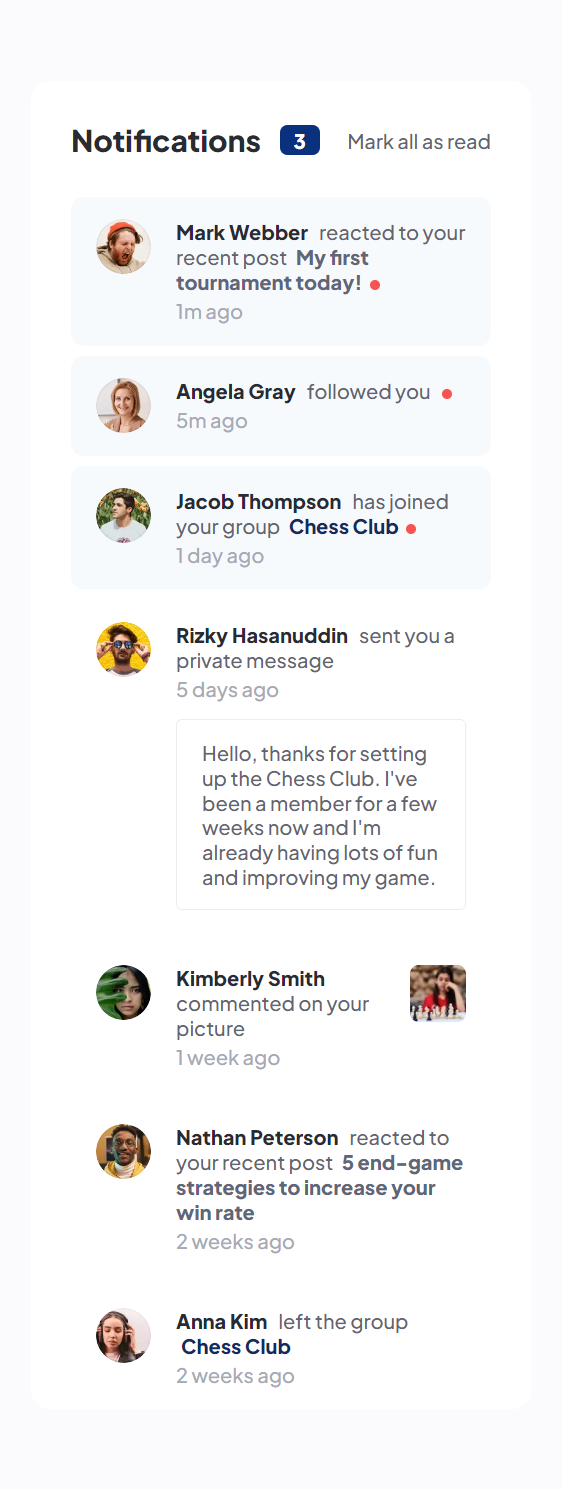 Notifications 3 Mark all as read
Mark Webber reacted to your
recent post My first
tournament today!
1m ago
Angela Gray followed you
5m ago
Jacob Thompson has joined
your group Chess Club
1 day ago
Rizky Hasanuddin sent you a
private message
5 days ago
Hello, thanks for setting
up the Chess Club. I've
been a member for a few
weeks now and I'm
already having lots of fun
and improving my game.
Kimberly Smith
commented on your
picture
1 week ago
Nathan Peterson reacted to
your recent post 5 end-game
strategies to increase your
win rate
2 weeks ago
Anna Kim left the group
Chess Club
2 weeks ago